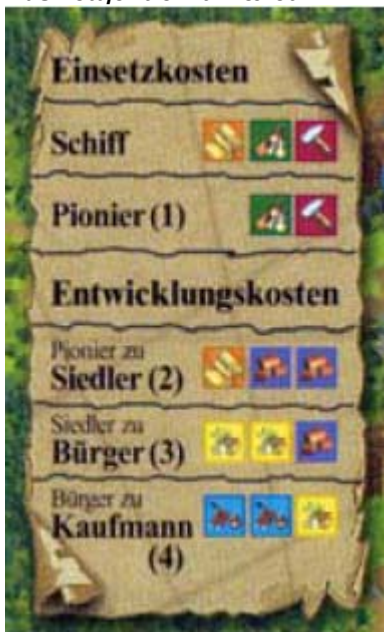 Einsetzkosten
Schiff
Pionier (1)
Entwicklungskosten
Pionier zu
Siedler (2)
Siedler zu
Bürger (3)
Bürger zu
Kaufmann
(4)